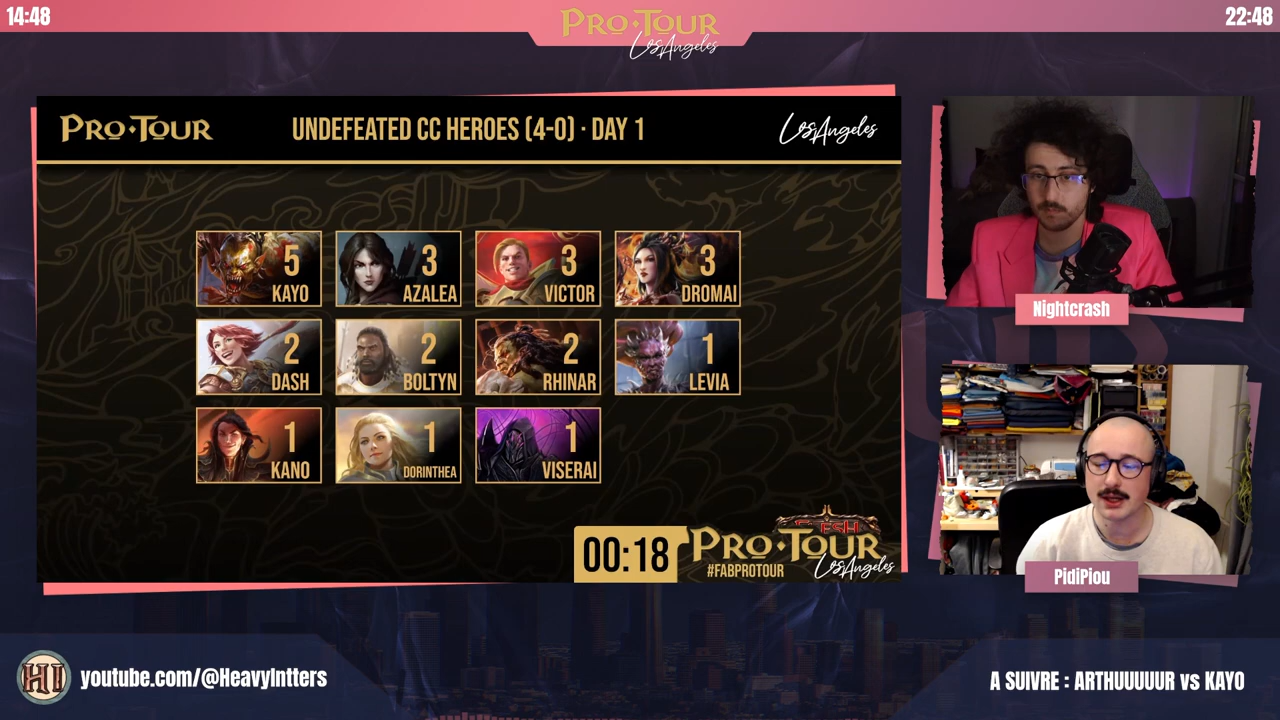 14:48
PRO·TOUR
Los Angeles
22:48
PRO·TOUR
UNDEFEATED CC HEROES (4-0) · DAY 1
Los Angeles
5
KAYO
3
AZALEA
3
VICTOR
3
DROMAI
2
DASH
2
BOLTYN
2
RHINAR
1
LEVIA
1
KANO
1
DORINTHEA
1
VISERAI
Nightcrash
PidiPiou
00:18
FLESH
PRO·TOUR
#FABPROTOUR
Los Angeles
HI
youtube.com/@HeavyIntters
A SUIVRE : ARTHUUUUUR vs KAYO